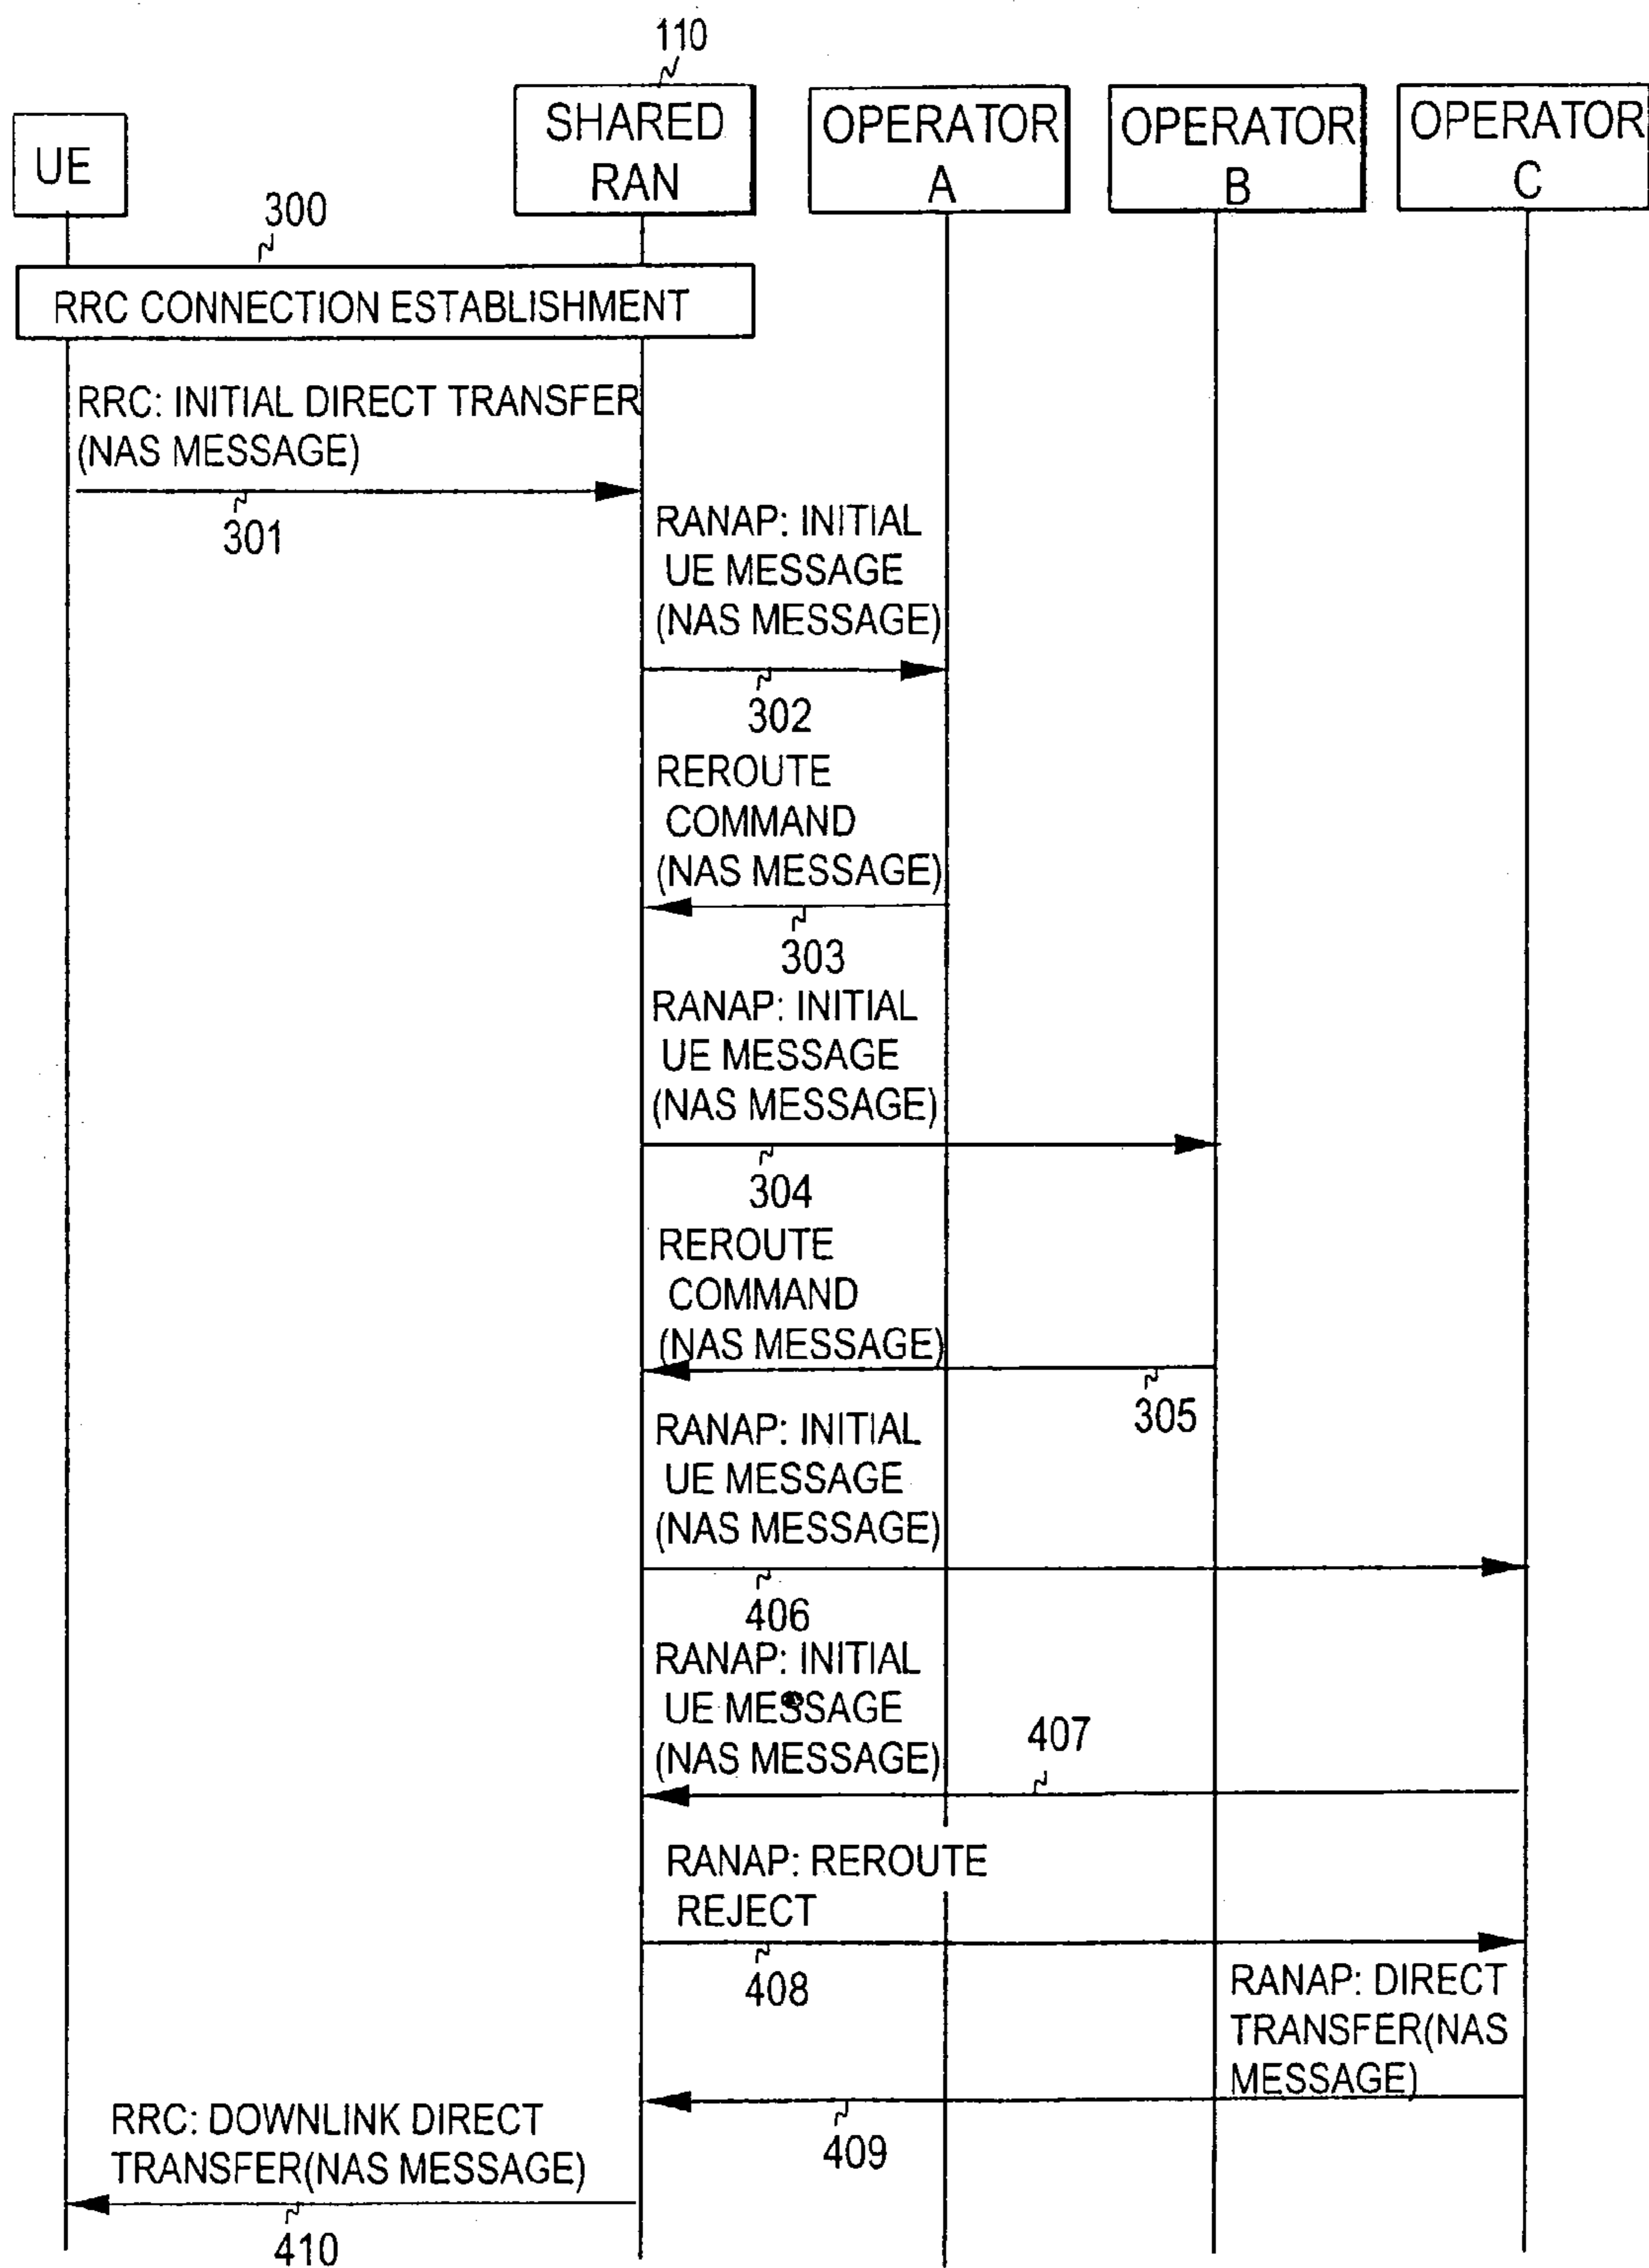 110
UE
SHARED
RAN
OPERATOR
A
OPERATOR
B
OPERATOR
C
300
RRC CONNECTION ESTABLISHMENT
RRC: INITIAL DIRECT TRANSFER
(NAS MESSAGE)
301
RANAP: INITIAL
UE MESSAGE
(NAS MESSAGE)
302
REROUTE
COMMAND
(NAS MESSAGE)
303
RANAP: INITIAL
UE MESSAGE
(NAS MESSAGE)
304
REROUTE
COMMAND
(NAS MESSAGE)
305
RANAP: INITIAL
UE MESSAGE
(NAS MESSAGE)
406
RANAP: INITIAL
UE MESSAGE
(NAS MESSAGE)
407
RANAP: REROUTE
REJECT
408
RANAP: DIRECT
TRANSFER(NAS
MESSAGE)
409
RRC: DOWNLINK DIRECT
TRANSFER(NAS MESSAGE)
410